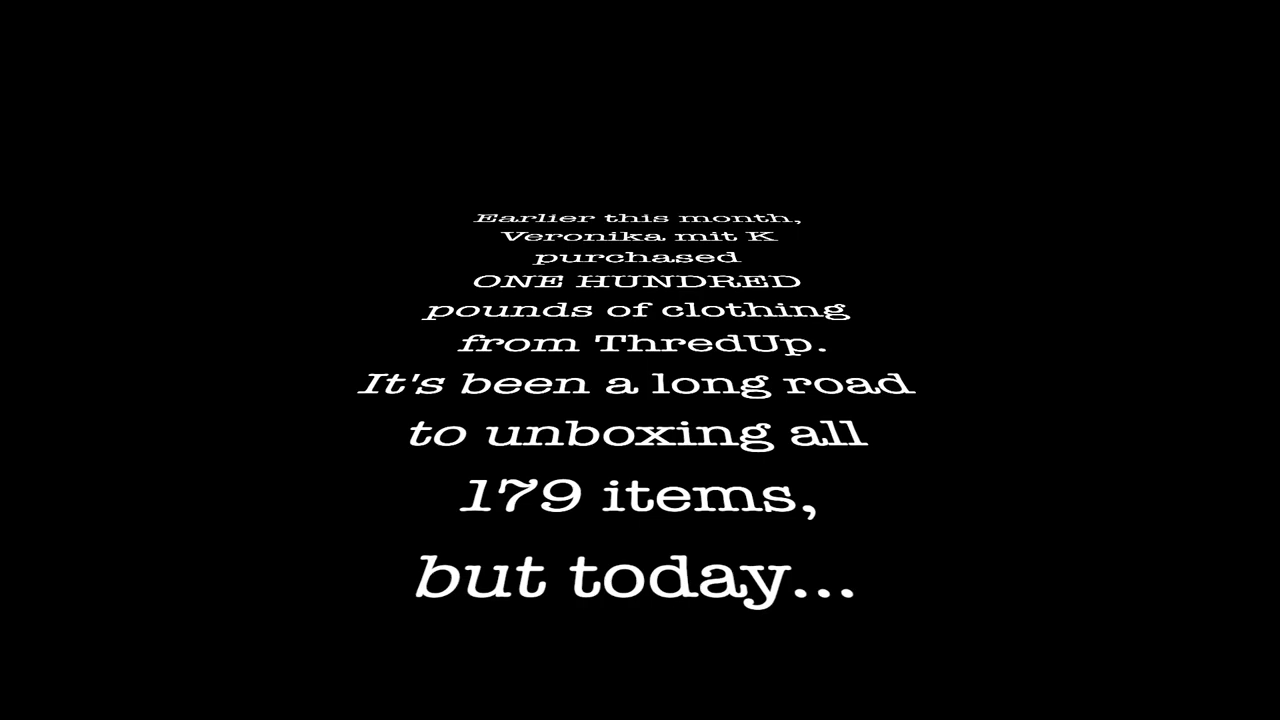 Earlier this month,
Veronika mit K
purchased
ONE HUNDRED
pounds of clothing
from ThredUp.
It's been a long road
to unboxing all
179 items,
but today...